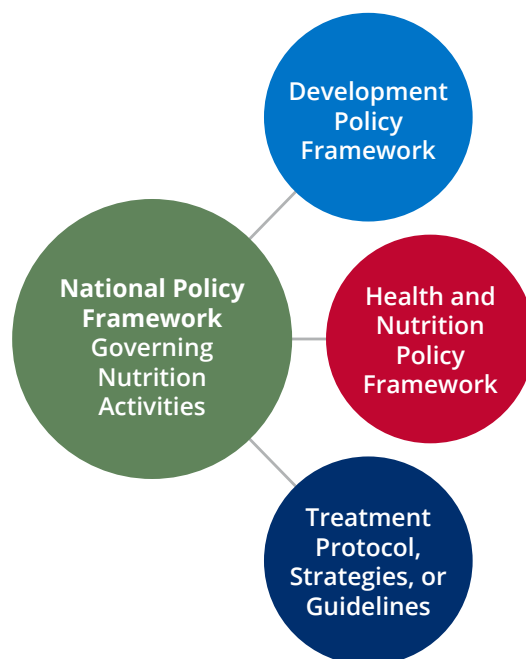 Development
Policy
Framework
National Policy
Framework
Governing
Nutrition
Activities
Health and
Nutrition
Policy
Framework
Treatment
Protocol,
Strategies, or
Guidelines